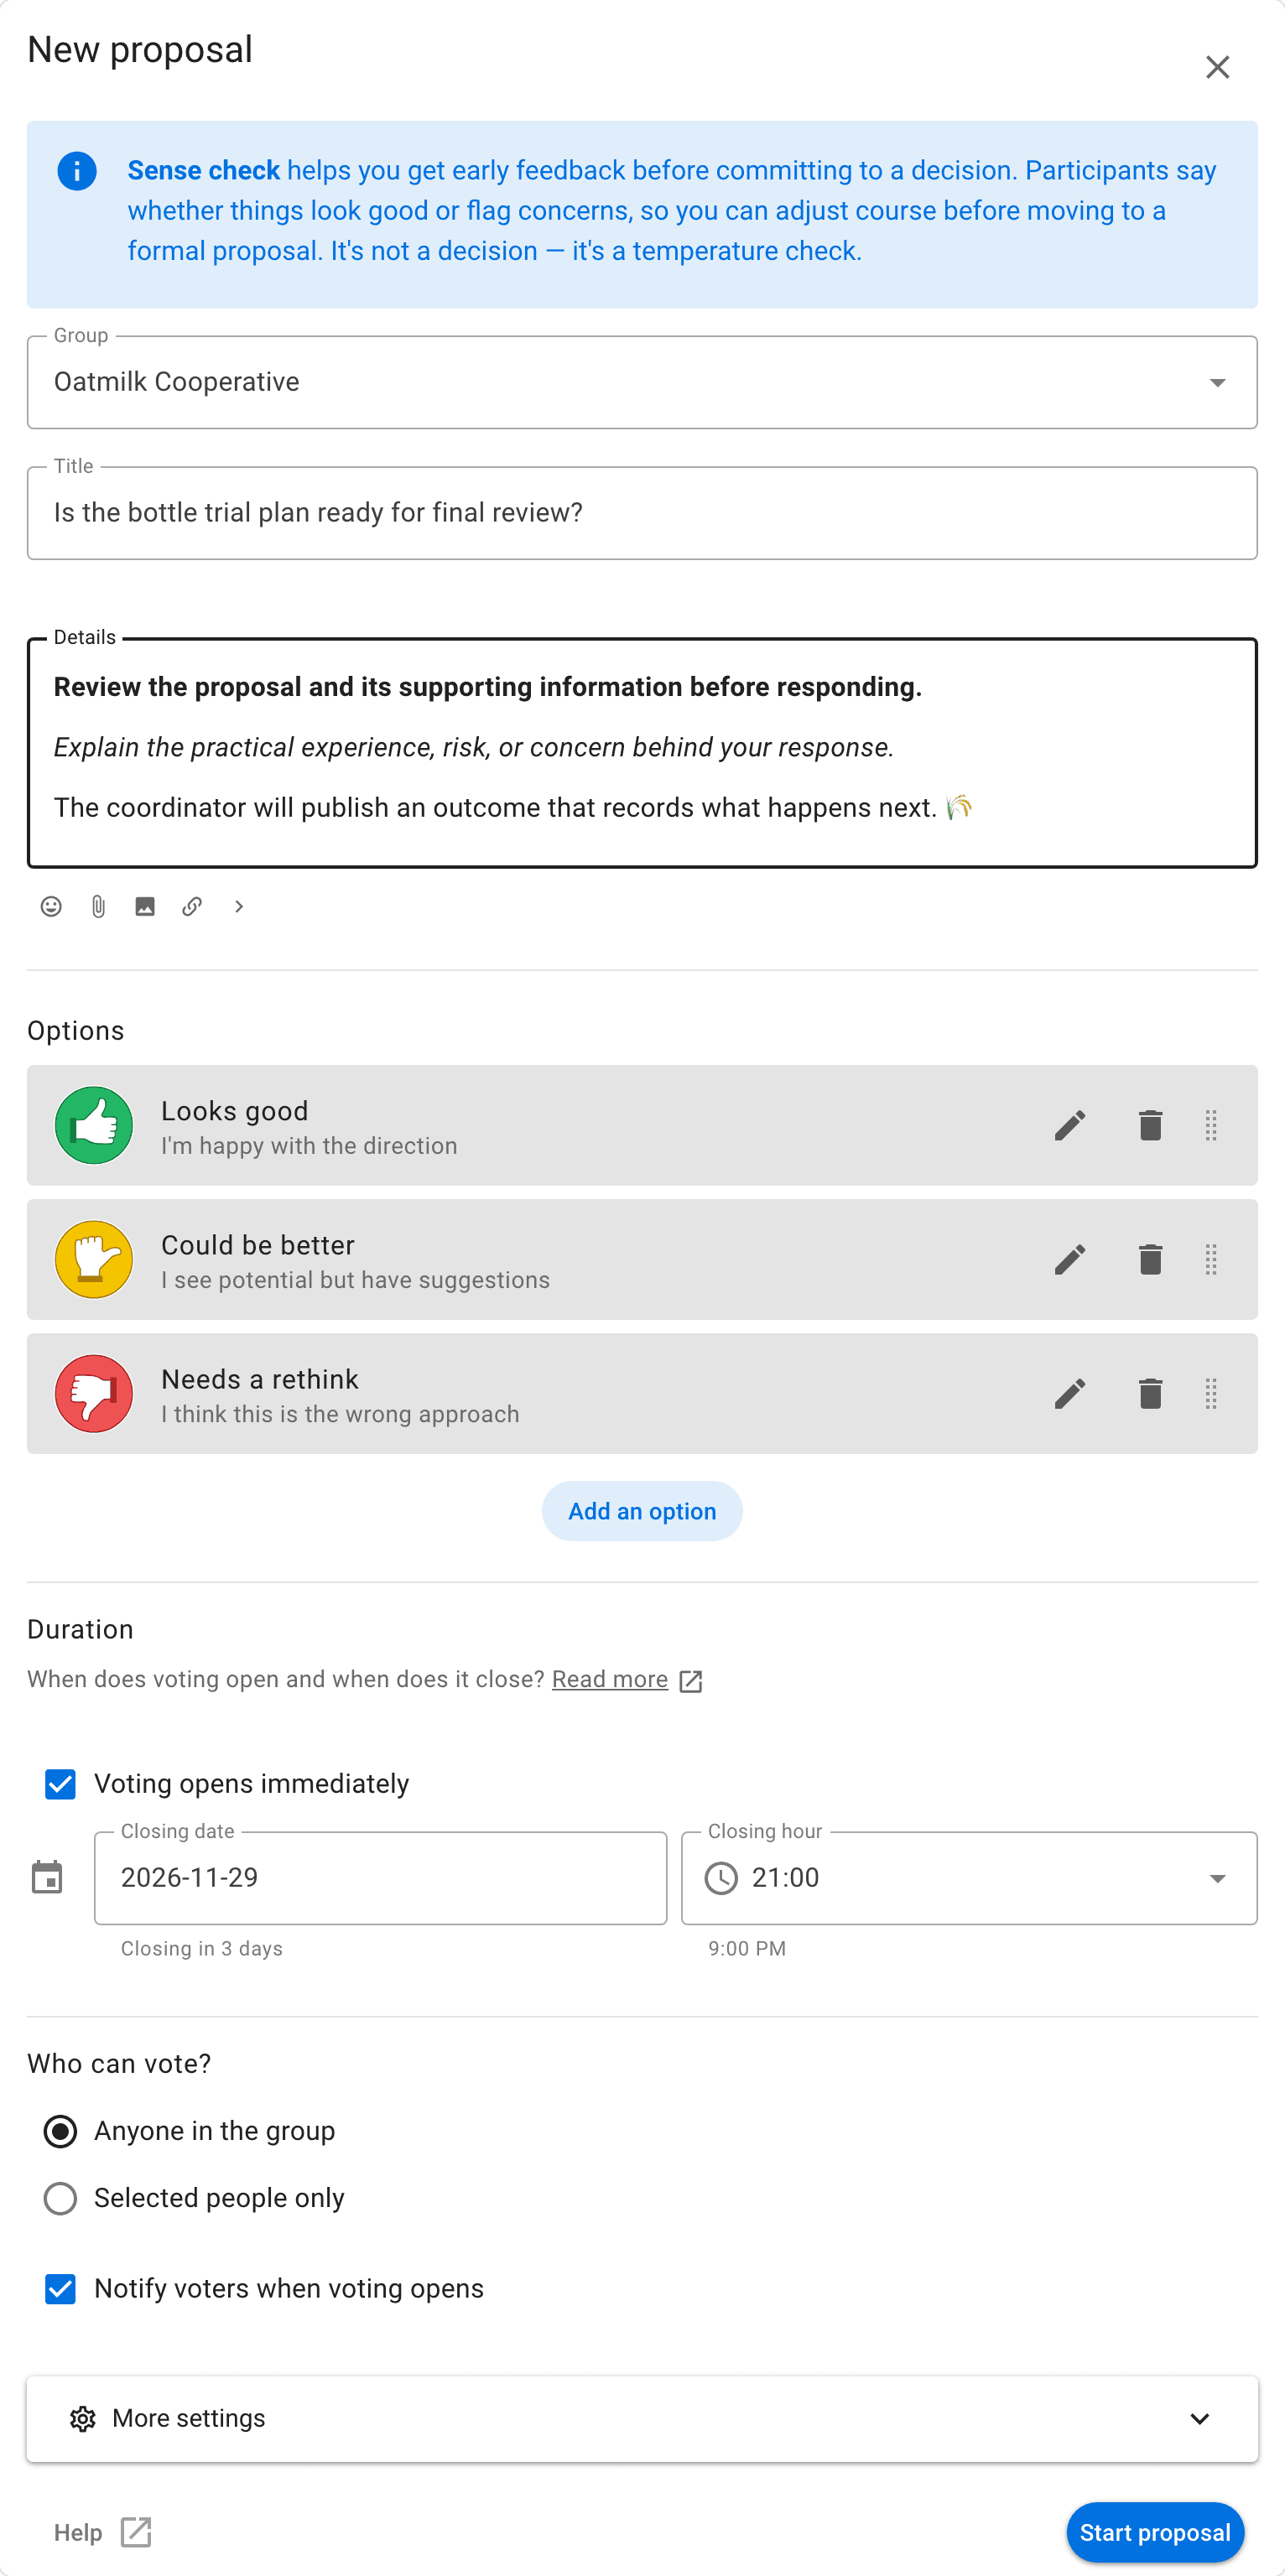 New proposal
Sense check helps you get early feedback before committing to a decision. Participants say
whether things look good or flag concerns, so you can adjust course before moving to a
formal proposal. It's not a decision — it's a temperature check.
Group
Oatmilk Cooperative
Title
Is the bottle trial plan ready for final review?
Details
Review the proposal and its supporting information before responding.
Explain the practical experience, risk, or concern behind your response.
The coordinator will publish an outcome that records what happens next. 🌾
Options
Looks good
I'm happy with the direction
Could be better
I see potential but have suggestions
Needs a rethink
I think this is the wrong approach
Add an option
Duration
When does voting open and when does it close? Read more
Voting opens immediately
Closing date
2026-11-29
Closing in 3 days
Closing hour
21:00
9:00 PM
Who can vote?
Anyone in the group
Selected people only
Notify voters when voting opens
More settings
Help
Start proposal